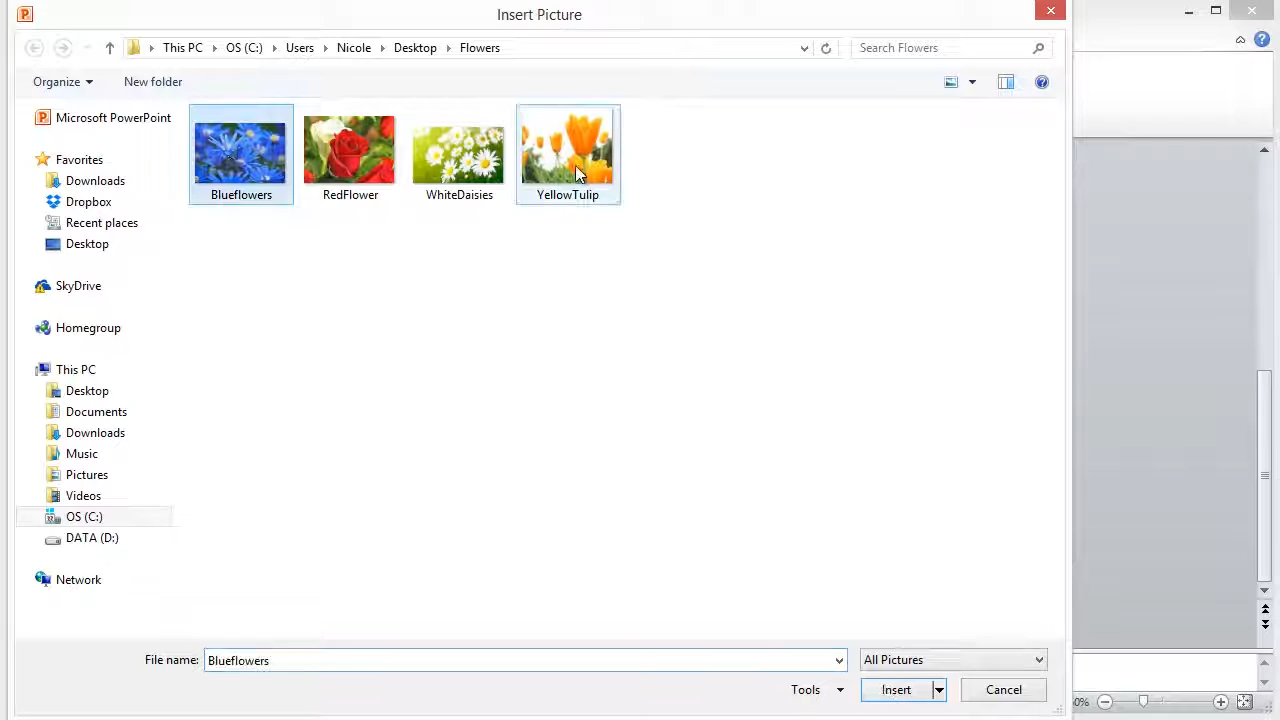 Insert Picture
This PC OS (C:) Users Nicole Desktop Flowers
Search Flowers
Organize New folder
Microsoft PowerPoint
Favorites
Downloads
Dropbox
Recent places
Desktop
SkyDrive
Homegroup
This PC
Desktop
Documents
Downloads
Music
Pictures
Videos
OS (C:)
DATA (D:)
Network
Blueflowers RedFlower WhiteDaisies YellowTulip
File name: Blueflowers All Pictures
Tools Insert Cancel